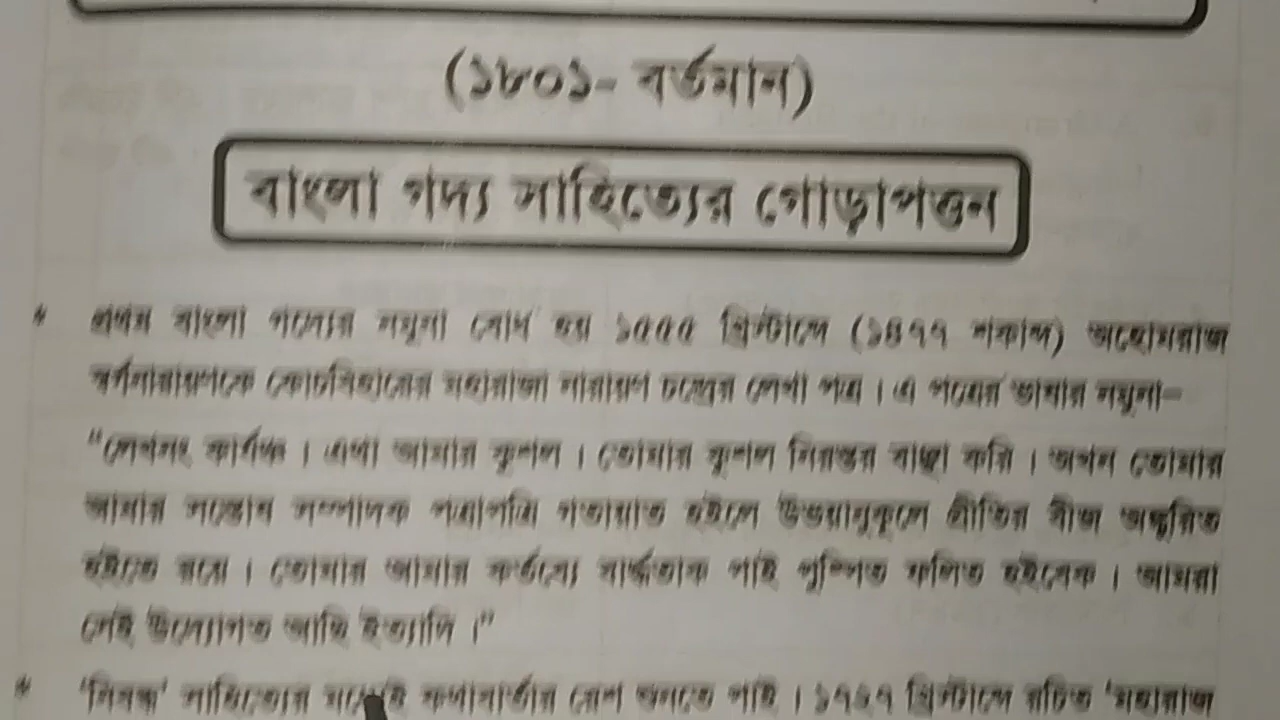 (১৮০১- বর্তমান)
বাংলা গদ্য সাহিত্যের গোড়াপত্তন
* প্রথম বাংলা গদ্যের নমুনা বোধ হয় ১৫৫৫ খ্রিস্টাব্দে (১৪৭৭ শকাব্দ) অহোমরাজ
স্বর্গনারায়ণকে কোচবিহারের মহারাজা নারায়ণ চন্দ্রের লেখা পত্র । এ পত্রের ভাষার নমুনা–
"লেখনং কার্যঞ্চ । এথা আমার কুশল । তোমার কুশল নিরন্তর বাঞ্ছা করি । অখন তোমার
আমার সন্তোষ সম্পাদক পত্রাপত্রি গতায়াত হইলে উভয়ানুকূলে প্রীতির বীজ অঙ্কুরিত
হইতে রহে । তোমার আমার কর্তব্যে বার্দ্ধতাক পাই পুষ্পিত ফলিত হইবেক । আমরা
সেই উদ্যোগত আছি ইত্যাদি ।"
* সাহিত্যের কথাবার্তার শুনতে পাই । খ্রিস্টাব্দে রচিত 'মহারাজ